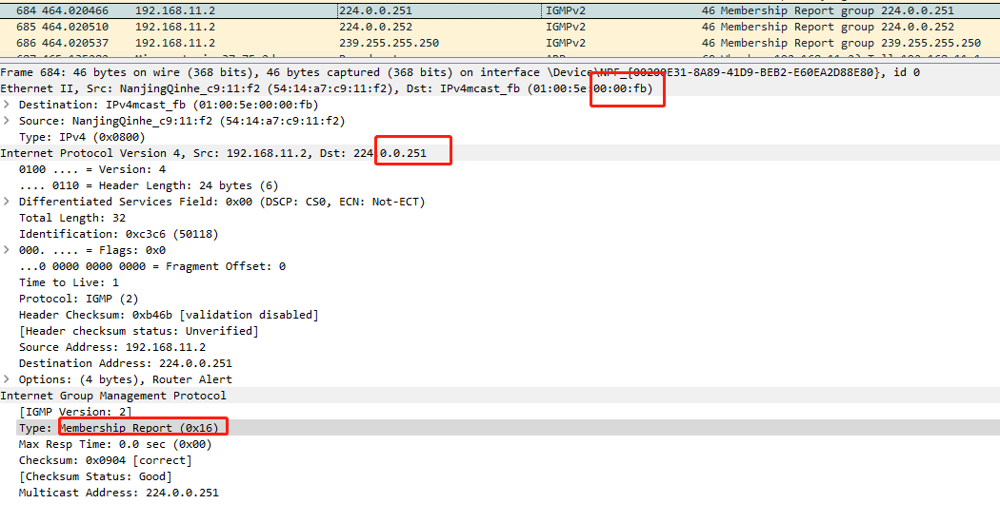 684 464.020466 192.168.11.2 224.0.0.251 IGMPv2 46 Membership Report group 224.0.0.251
685 464.020510 192.168.11.2 224.0.0.252 IGMPv2 46 Membership Report group 224.0.0.252
686 464.020537 192.168.11.2 239.255.255.250 IGMPv2 46 Membership Report group 239.255.255.250
Frame 684: 46 bytes on wire (368 bits), 46 bytes captured (368 bits) on interface \Device\NPF_{00200E31-8A89-41D9-BEB2-E60EA2D88E80}, id 0
Ethernet II, Src: NanjingQinhe_c9:11:f2 (54:14:a7:c9:11:f2), Dst: IPv4mcast_fb (01:00:5e:00:00:fb)
Destination: IPv4mcast_fb (01:00:5e:00:00:fb)
Source: NanjingQinhe_c9:11:f2 (54:14:a7:c9:11:f2)
Type: IPv4 (0x0800)
Internet Protocol Version 4, Src: 192.168.11.2, Dst: 224.0.0.251
0100 .... = Version: 4
.... 0110 = Header Length: 24 bytes (6)
Differentiated Services Field: 0x00 (DSCP: CS0, ECN: Not-ECT)
Total Length: 32
Identification: 0xc3c6 (50118)
000. .... = Flags: 0x0
...0 0000 0000 0000 = Fragment Offset: 0
Time to Live: 1
Protocol: IGMP (2)
Header Checksum: 0xb46b [validation disabled]
[Header checksum status: Unverified]
Source Address: 192.168.11.2
Destination Address: 224.0.0.251
Options: (4 bytes), Router Alert
Internet Group Management Protocol
[IGMP Version: 2]
Type: Membership Report (0x16)
Max Resp Time: 0.0 sec (0x00)
Checksum: 0x0904 [correct]
[Checksum Status: Good]
Multicast Address: 224.0.0.251